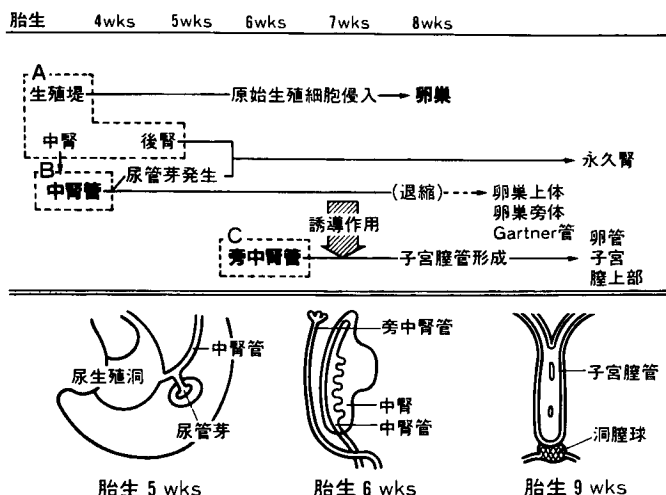 胎生 4wks 5wks 6wks 7wks 8wks
A
生殖堤 原始生殖細胞侵入 卵巣
中腎 後腎
永久腎
B 尿管芽発生
中腎管 (退縮) 卵巣上体
卵巣旁体
誘導作用 Gartner管
C 卵管
旁中腎管 子宮腟管形成 子宮
腟上部
中腎管
尿生殖洞
尿管芽
胎生 5 wks
旁中腎管
中腎
中腎管
胎生 6 wks
子宮腟管
洞腟球
胎生 9 wks